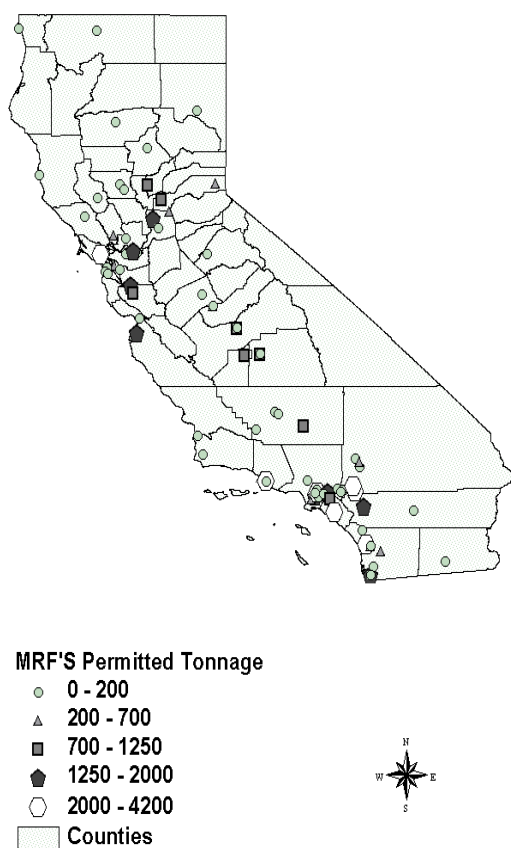 MRF'S Permitted Tonnage
0 - 200
200 - 700
700 - 1250
1250 - 2000
2000 - 4200
Counties
N
W E
S